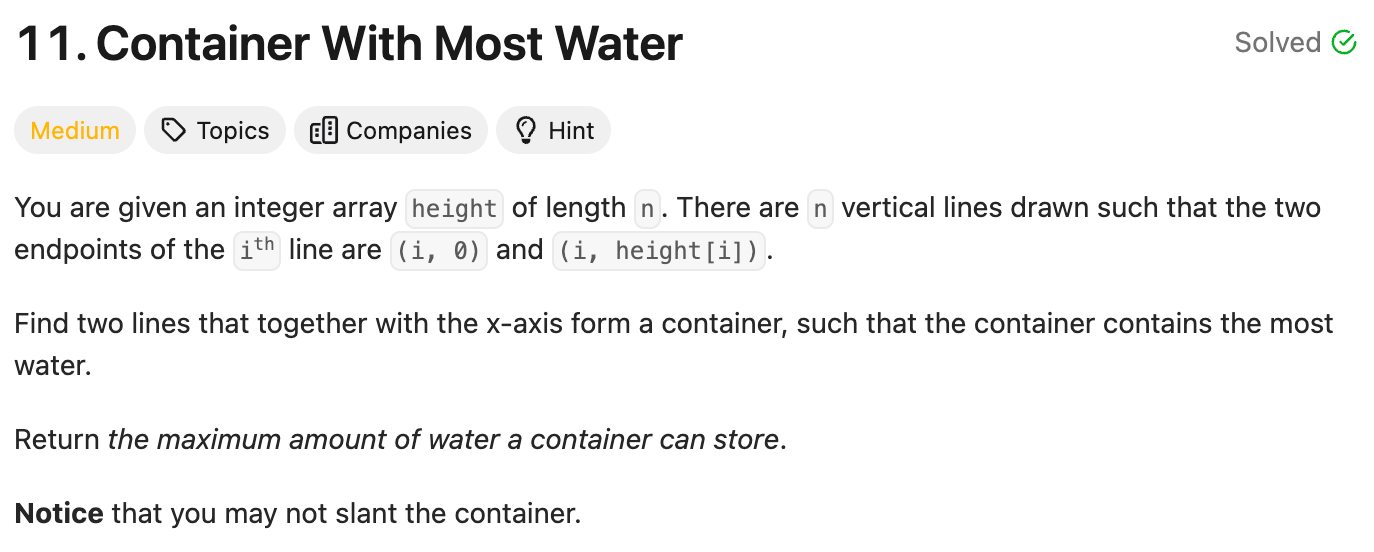 11. Container With Most Water
Solved
Medium
Topics
Companies
Hint
You are given an integer array height of length n. There are n vertical lines drawn such that the two
endpoints of the ith line are (i, 0) and (i, height[i]).
Find two lines that together with the x-axis form a container, such that the container contains the most
water.
Return the maximum amount of water a container can store.
Notice that you may not slant the container.